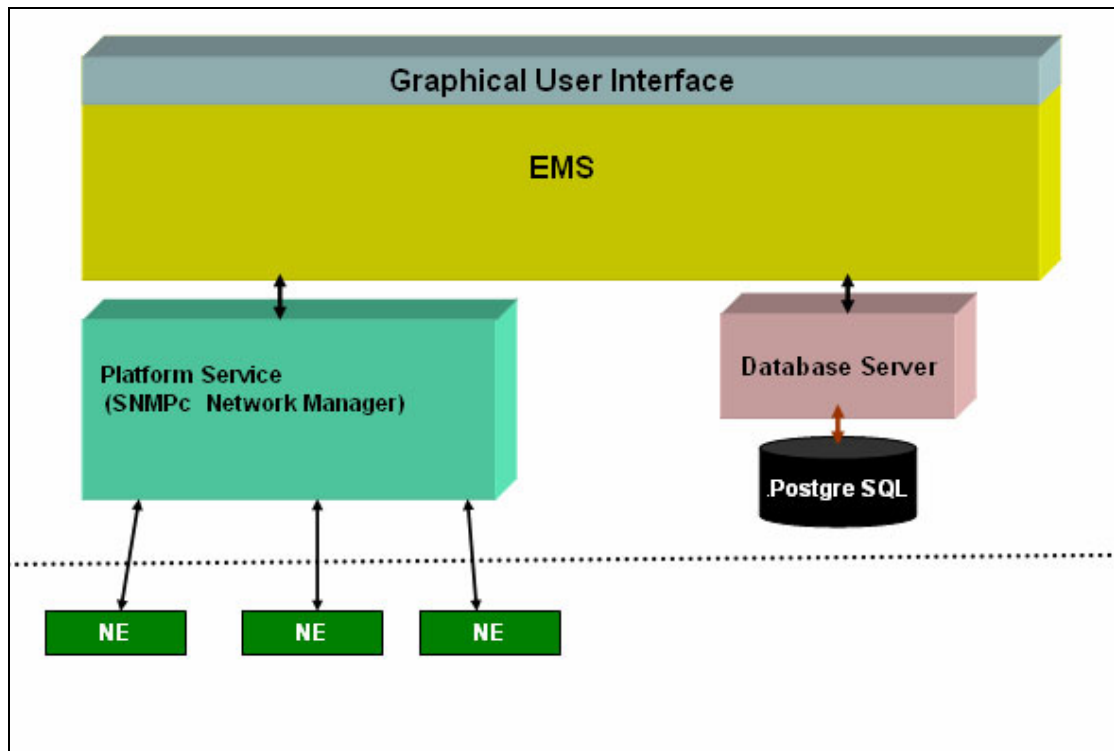 Graphical User Interface
EMS
Platform Service
(SNMPc Network Manager)
Database Server
.Postgre SQL
NE
NE
NE